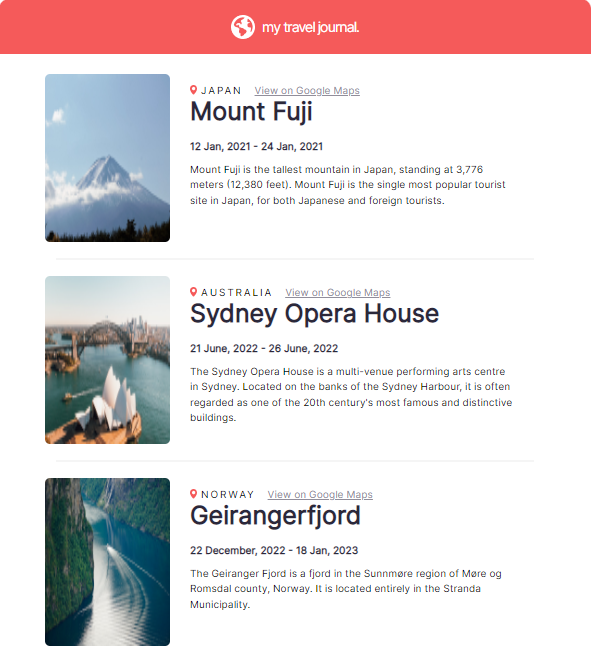 my travel journal.
JAPAN View on Google Maps
Mount Fuji
12 Jan, 2021 - 24 Jan, 2021
Mount Fuji is the tallest mountain in Japan, standing at 3,776
meters (12,380 feet). Mount Fuji is the single most popular tourist
site in Japan, for both Japanese and foreign tourists.
AUSTRALIA View on Google Maps
Sydney Opera House
21 June, 2022 - 26 June, 2022
The Sydney Opera House is a multi-venue performing arts centre
in Sydney. Located on the banks of the Sydney Harbour, it is often
regarded as one of the 20th century's most famous and distinctive
buildings.
NORWAY View on Google Maps
Geirangerfjord
22 December, 2022 - 18 Jan, 2023
The Geiranger Fjord is a fjord in the Sunnmøre region of Møre og
Romsdal county, Norway. It is located entirely in the Stranda
Municipality.